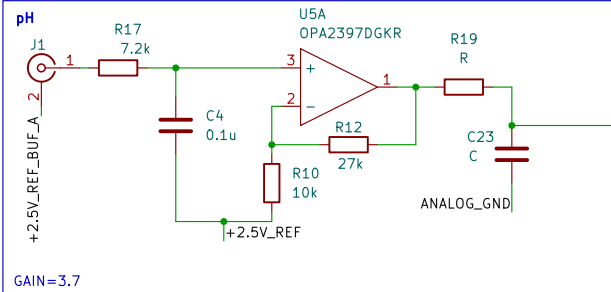 pH
J1
1
2
R17
7.2k
U5A
OPA2397DGKR
3
+
2
−
1
C4
0.1u
R12
27k
R10
10k
R19
R
C23
C
+2.5V_REF_BUF_A
+2.5V_REF
ANALOG_GND
GAIN=3.7